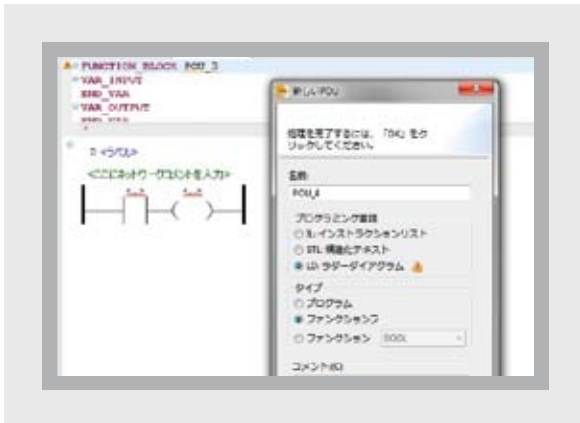 FUNCTION_BLOCK POU_3
VAR_INPUT
END_VAR
VAR_OUTPUT
END_VAR
<ラベル>
<ここにネットワークコメントを入力>
新しいPOU
処理を完了するには、「OK」をク
リックしてください。
名前
POU_4
プログラミング言語
IL: インストラクションリスト
ST: 構造化テキスト
LD: ラダーダイアグラム
タイプ
プログラム
ファンクションブ
ファンクション BOOL
コメント(C)